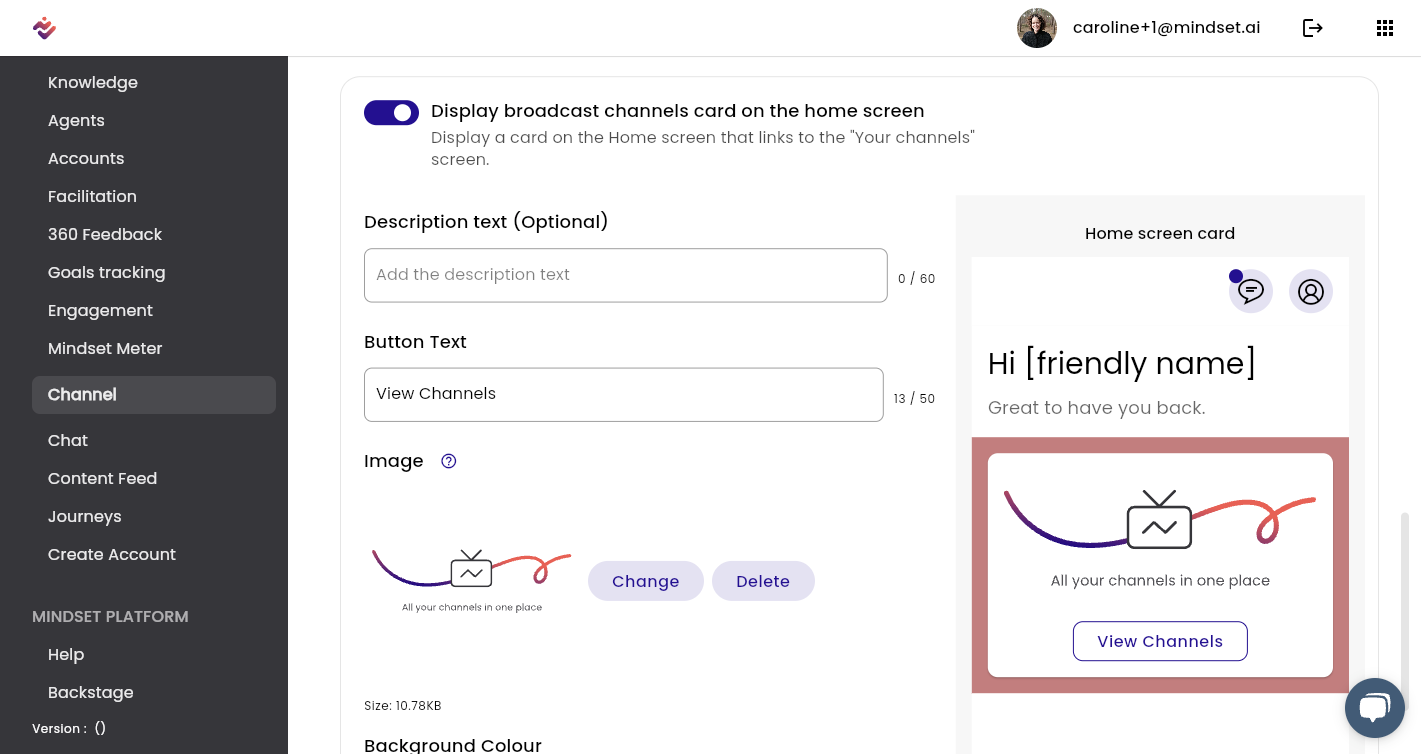 caroline+1@mindset.ai
Knowledge
Agents
Accounts
Facilitation
360 Feedback
Goals tracking
Engagement
Mindset Meter
Channel
Chat
Content Feed
Journeys
Create Account
MINDSET PLATFORM
Help
Backstage
Version : ()
Display broadcast channels card on the home screen
Display a card on the Home screen that links to the "Your channels"
screen.
Description text (Optional)
Add the description text
0 / 60
Button Text
View Channels
13 / 50
Image
All your channels in one place
Change
Delete
Size: 10.78KB
Background Colour
Home screen card
Hi [friendly name]
Great to have you back.
All your channels in one place
View Channels